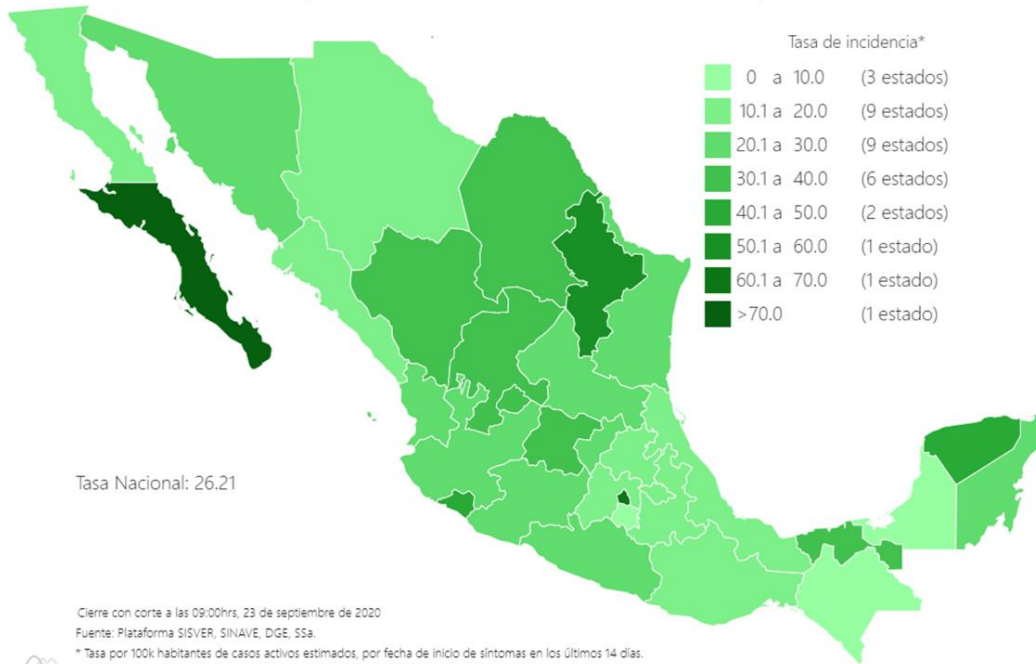 Tasa de incidencia*
0 a 10.0 (3 estados)
10.1 a 20.0 (9 estados)
20.1 a 30.0 (9 estados)
30.1 a 40.0 (6 estados)
40.1 a 50.0 (2 estados)
50.1 a 60.0 (1 estado)
60.1 a 70.0 (1 estado)
>70.0 (1 estado)
Tasa Nacional: 26.21
Cierre con corte a las 09:00hrs, 23 de septiembre de 2020
Fuente: Plataforma SISVER, SINAVE, DGE, SSa.
* Tasa por 100k habitantes de casos activos estimados, por fecha de inicio de síntomas en los últimos 14 días.